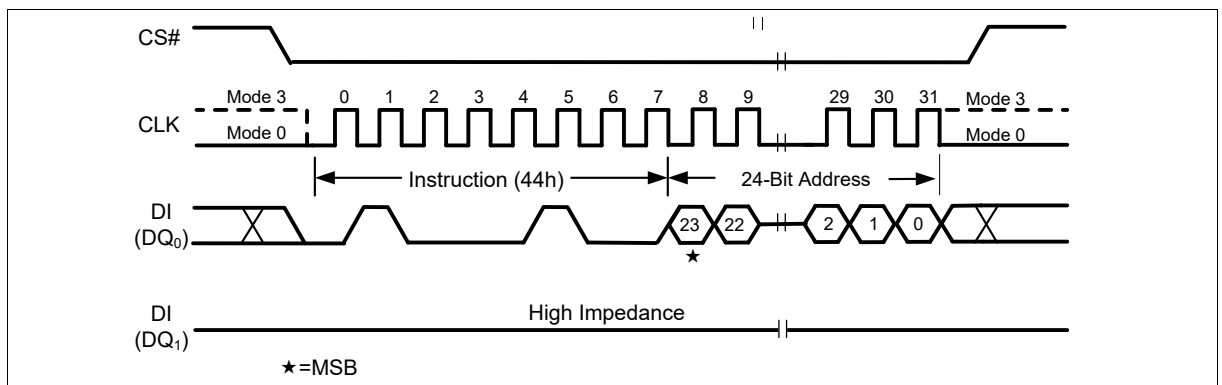 CS#
Mode 3 0 1 2 3 4 5 6 7 8 9 29 30 31 Mode 3
CLK
Mode 0 Mode 0
Instruction (44h) 24-Bit Address
DI
(DQ0) 23 22 2 1 0
★
High Impedance
DI
(DQ1)
★=MSB